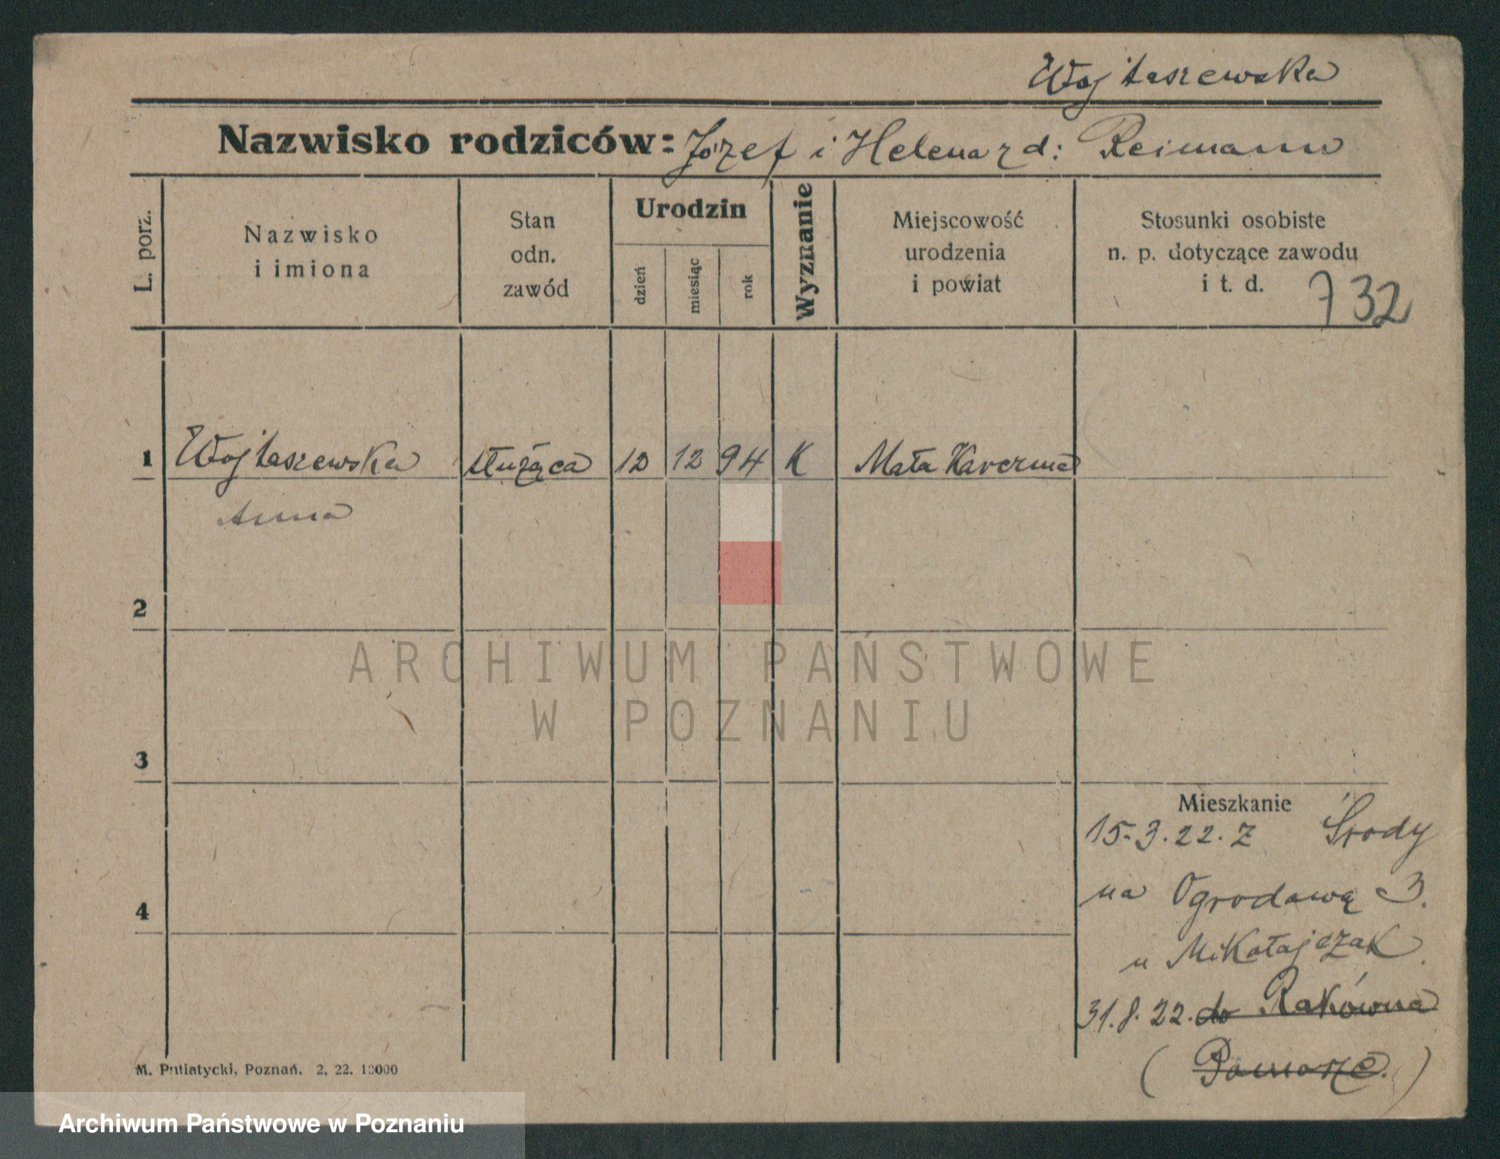 Wojtaszewska
Nazwisko rodziców: Józef i Helena z d: Reimann
L. porz.
Nazwisko
i imiona
Stan
odn.
zawód
Urodzin
dzień
miesiąc
rok
Wyznanie
Miejscowość
urodzenia
i powiat
Stosunki osobiste
n. p. dotyczące zawodu
i t. d.
732
1 Wojtaszewska służąca 12 12 94 K Mała Karczma
Anna
2
ARCHIWUM PAŃSTWOWE
W POZNANIU
3
Mieszkanie
15.3.22. Z Środy
na Ogrodową 3.
4
u Mikołajczak
31.8.22. do Rakówna
(Pomorze.)
M. Putiatycki, Poznań. 2, 22. 10000
Archiwum Państwowe w Poznaniu